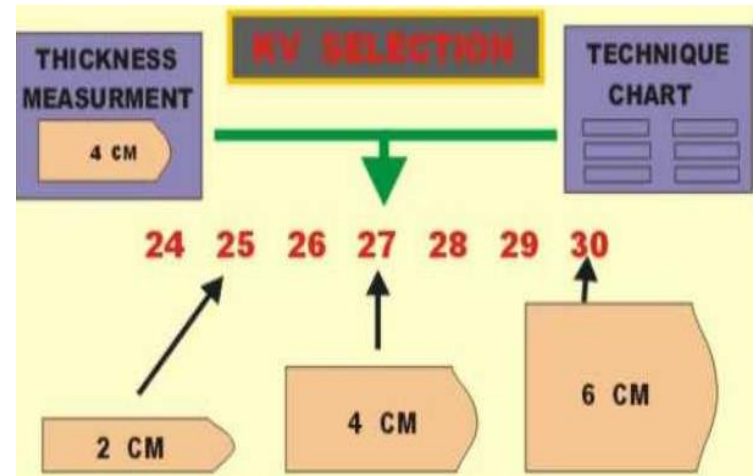 KV SELECTION
THICKNESS
MEASURMENT
4 CM
TECHNIQUE
CHART
24 25 26 27 28 29 30
2 CM
4 CM
6 CM